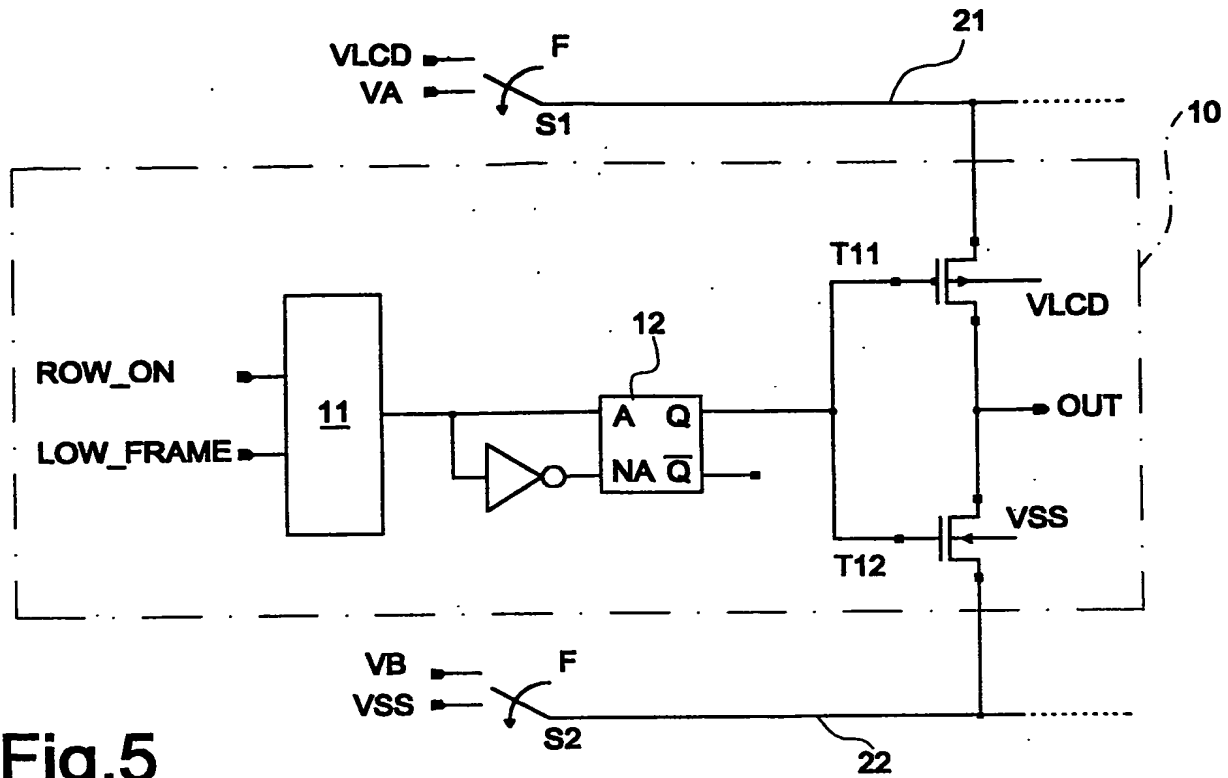 21
VLCD
F
VA
S1
10
T11
VLCD
12
ROW_ON
11
A Q
OUT
LOW_FRAME
NA Q̅
VSS
T12
VB
F
VSS
S2
22
Fig.5